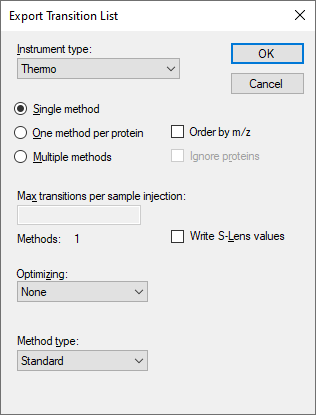 Export Transition List
Instrument type:
Thermo
OK
Cancel
Single method
One method per protein
Order by m/z
Multiple methods
Ignore proteins
Max transitions per sample injection:
Methods: 1
Write S-Lens values
Optimizing:
None
Method type:
Standard